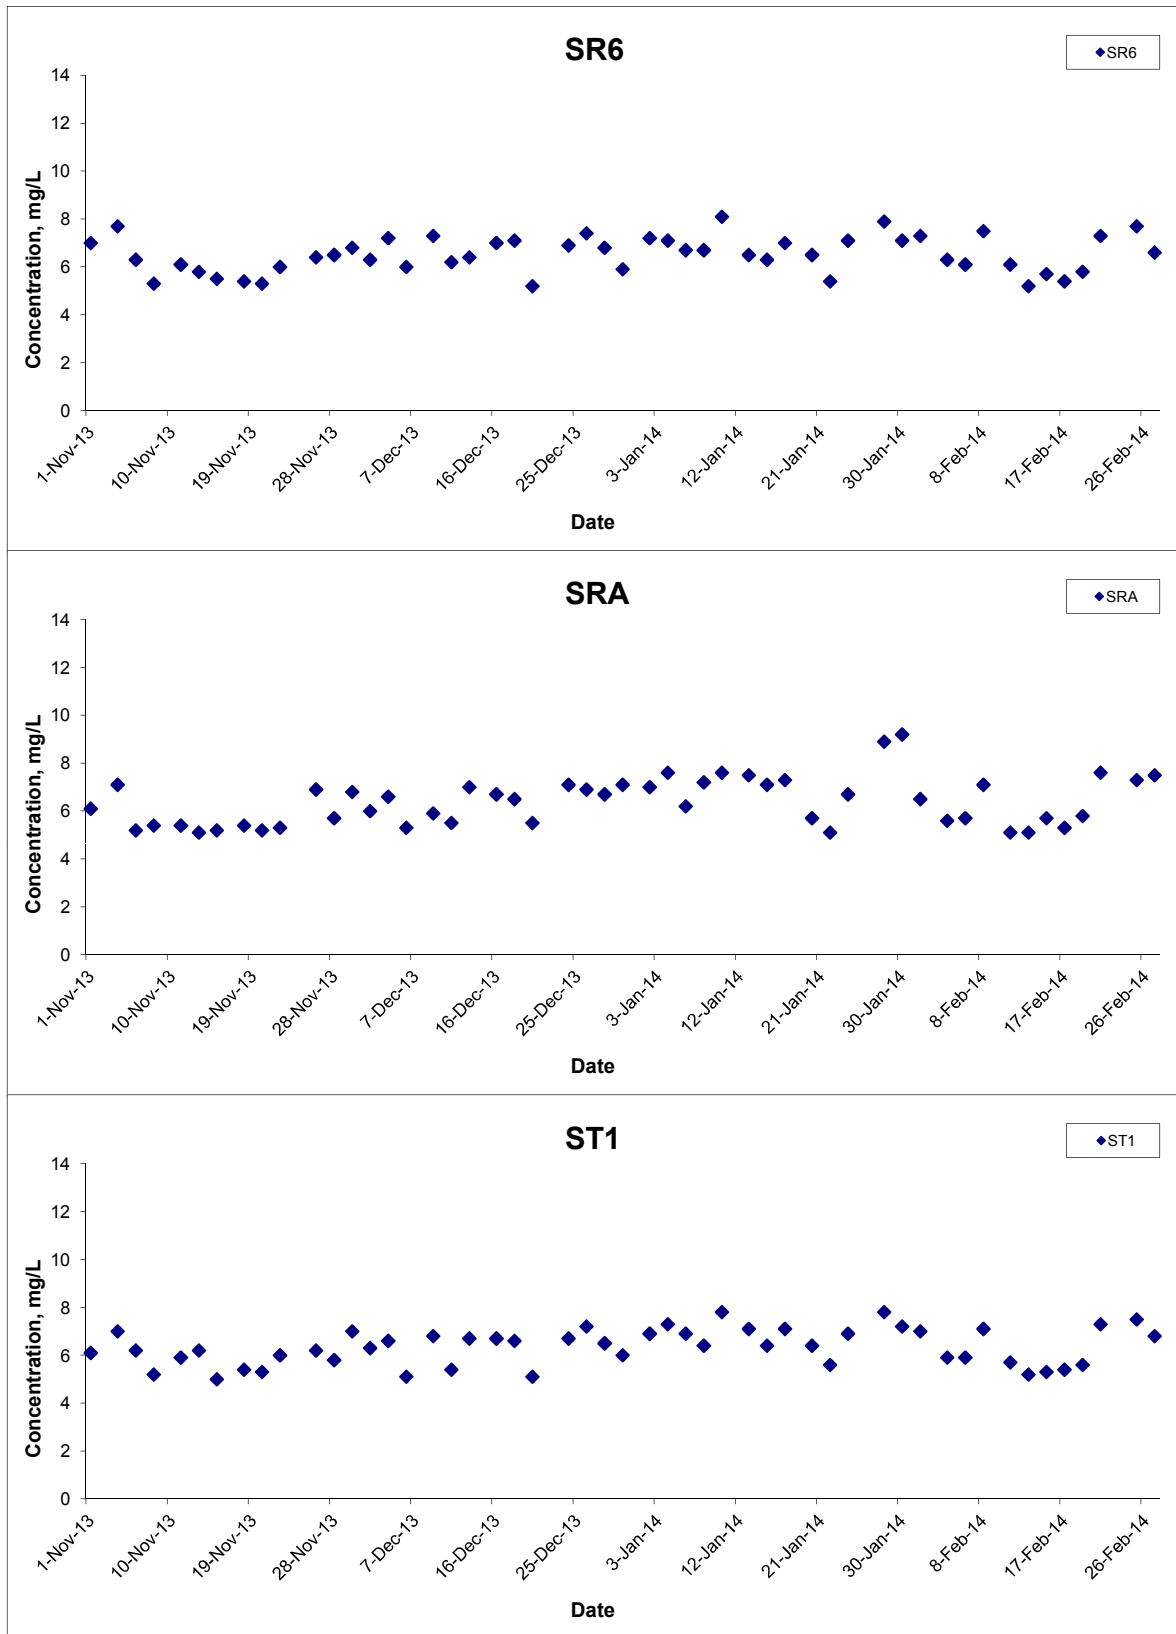 SR6
SR6
Concentration, mg/L
14
12
10
8
6
4
2
0
1-Nov-13
10-Nov-13
19-Nov-13
28-Nov-13
7-Dec-13
16-Dec-13
25-Dec-13
3-Jan-14
12-Jan-14
21-Jan-14
30-Jan-14
8-Feb-14
17-Feb-14
26-Feb-14
Date
SRA
SRA
Concentration, mg/L
14
12
10
8
6
4
2
0
1-Nov-13
10-Nov-13
19-Nov-13
28-Nov-13
7-Dec-13
16-Dec-13
25-Dec-13
3-Jan-14
12-Jan-14
21-Jan-14
30-Jan-14
8-Feb-14
17-Feb-14
26-Feb-14
Date
ST1
ST1
Concentration, mg/L
14
12
10
8
6
4
2
0
1-Nov-13
10-Nov-13
19-Nov-13
28-Nov-13
7-Dec-13
16-Dec-13
25-Dec-13
3-Jan-14
12-Jan-14
21-Jan-14
30-Jan-14
8-Feb-14
17-Feb-14
26-Feb-14
Date